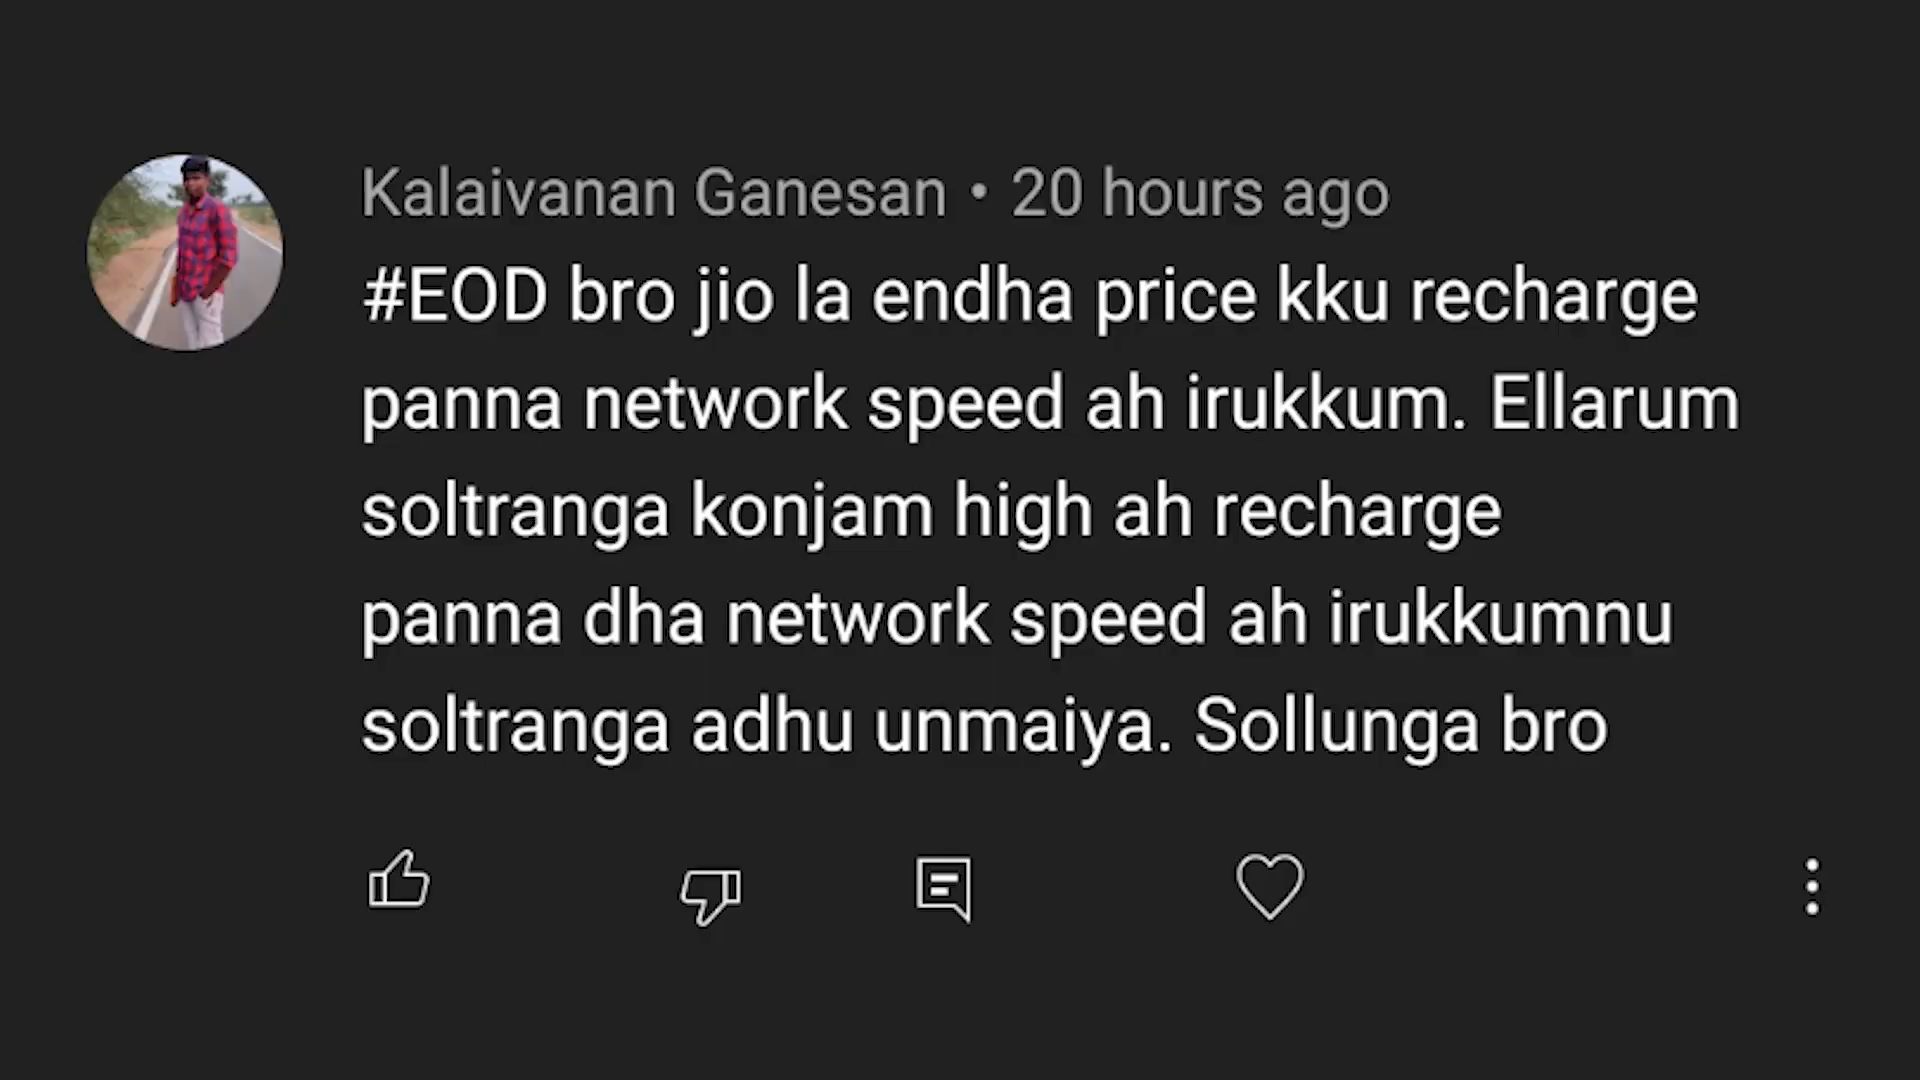 Kalaivanan Ganesan • 20 hours ago
#EOD bro jio la endha price kku recharge
panna network speed ah irukkum. Ellarum
soltranga konjam high ah recharge
panna dha network speed ah irukkumnu
soltranga adhu unmaiya. Sollunga bro